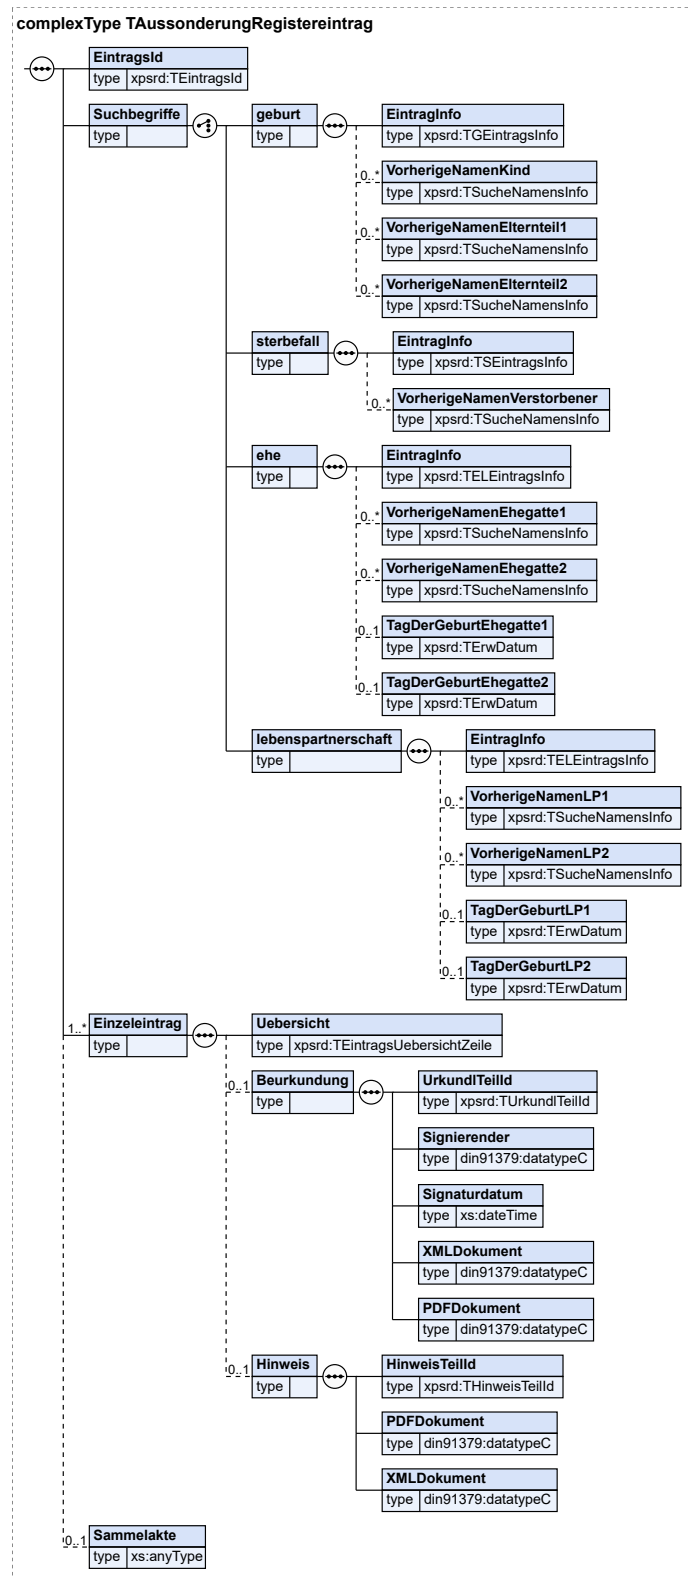 complexType TAussonderungRegistereintrag
EintragsId
type xpsrd:TEintragsId
Suchbegriffe
type
geburt
type
EintragInfo
type xpsrd:TGEintragsInfo
0..* VorherigeNamenKind
type xpsrd:TSucheNamensInfo
0..* VorherigeNamenElternteil1
type xpsrd:TSucheNamensInfo
0..* VorherigeNamenElternteil2
type xpsrd:TSucheNamensInfo
sterbefall
type
EintragInfo
type xpsrd:TSEintragsInfo
0..* VorherigeNamenVerstorbener
type xpsrd:TSucheNamensInfo
ehe
type
EintragInfo
type xpsrd:TELEintragsInfo
0..* VorherigeNamenEhegatte1
type xpsrd:TSucheNamensInfo
0..* VorherigeNamenEhegatte2
type xpsrd:TSucheNamensInfo
0..1 TagDerGeburtEhegatte1
type xpsrd:TErwDatum
0..1 TagDerGeburtEhegatte2
type xpsrd:TErwDatum
lebenspartnerschaft
type
EintragInfo
type xpsrd:TELEintragsInfo
0..* VorherigeNamenLP1
type xpsrd:TSucheNamensInfo
0..* VorherigeNamenLP2
type xpsrd:TSucheNamensInfo
0..1 TagDerGeburtLP1
type xpsrd:TErwDatum
0..1 TagDerGeburtLP2
type xpsrd:TErwDatum
1..* Einzeleintrag
type
Uebersicht
type xpsrd:TEintragsUebersichtZeile
0..1 Beurkundung
type
UrkundlTeilId
type xpsrd:TUrkundlTeilId
Signierender
type din91379:datatypeC
Signaturdatum
type xs:dateTime
XMLDokument
type din91379:datatypeC
PDFDokument
type din91379:datatypeC
0..1 Hinweis
type
HinweisTeilId
type xpsrd:THinweisTeilId
PDFDokument
type din91379:datatypeC
XMLDokument
type din91379:datatypeC
0..1 Sammelakte
type xs:anyType